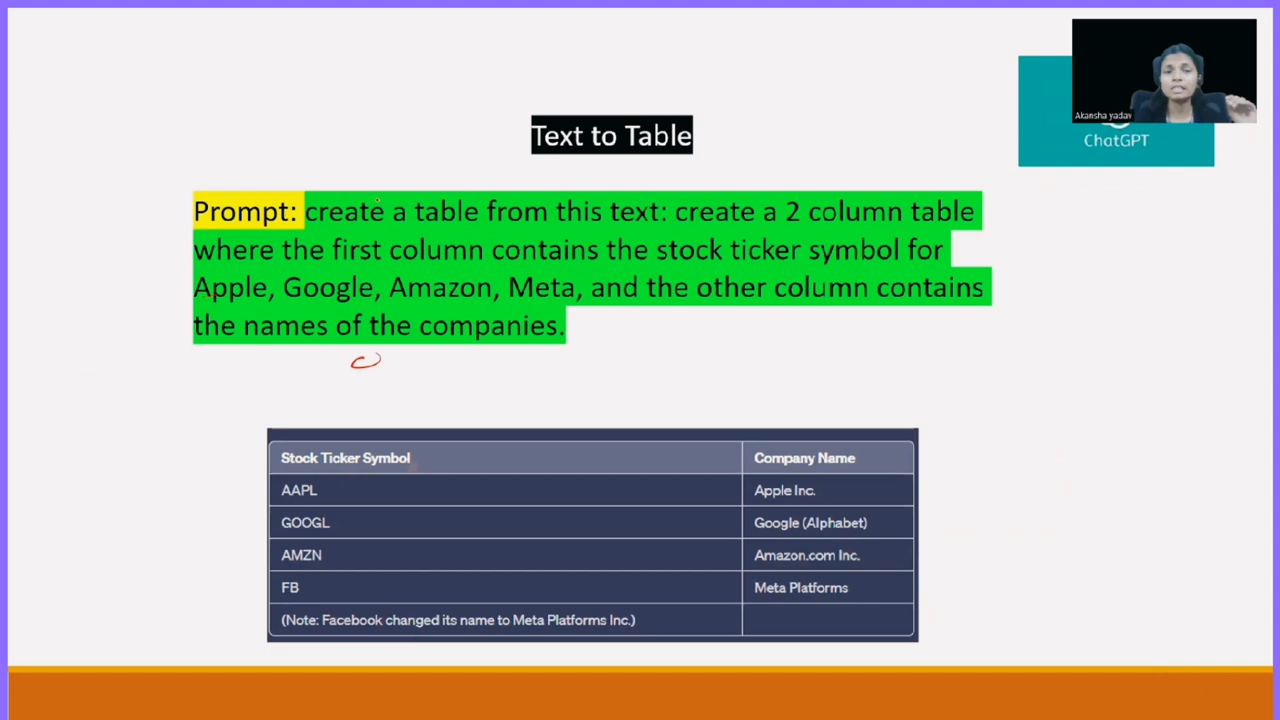 Akansha yadav
ChatGPT
Text to Table
Prompt: create a table from this text: create a 2 column table
where the first column contains the stock ticker symbol for
Apple, Google, Amazon, Meta, and the other column contains
the names of the companies.
Stock Ticker Symbol Company Name
AAPL Apple Inc.
GOOGL Google (Alphabet)
AMZN Amazon.com Inc.
FB Meta Platforms
(Note: Facebook changed its name to Meta Platforms Inc.)